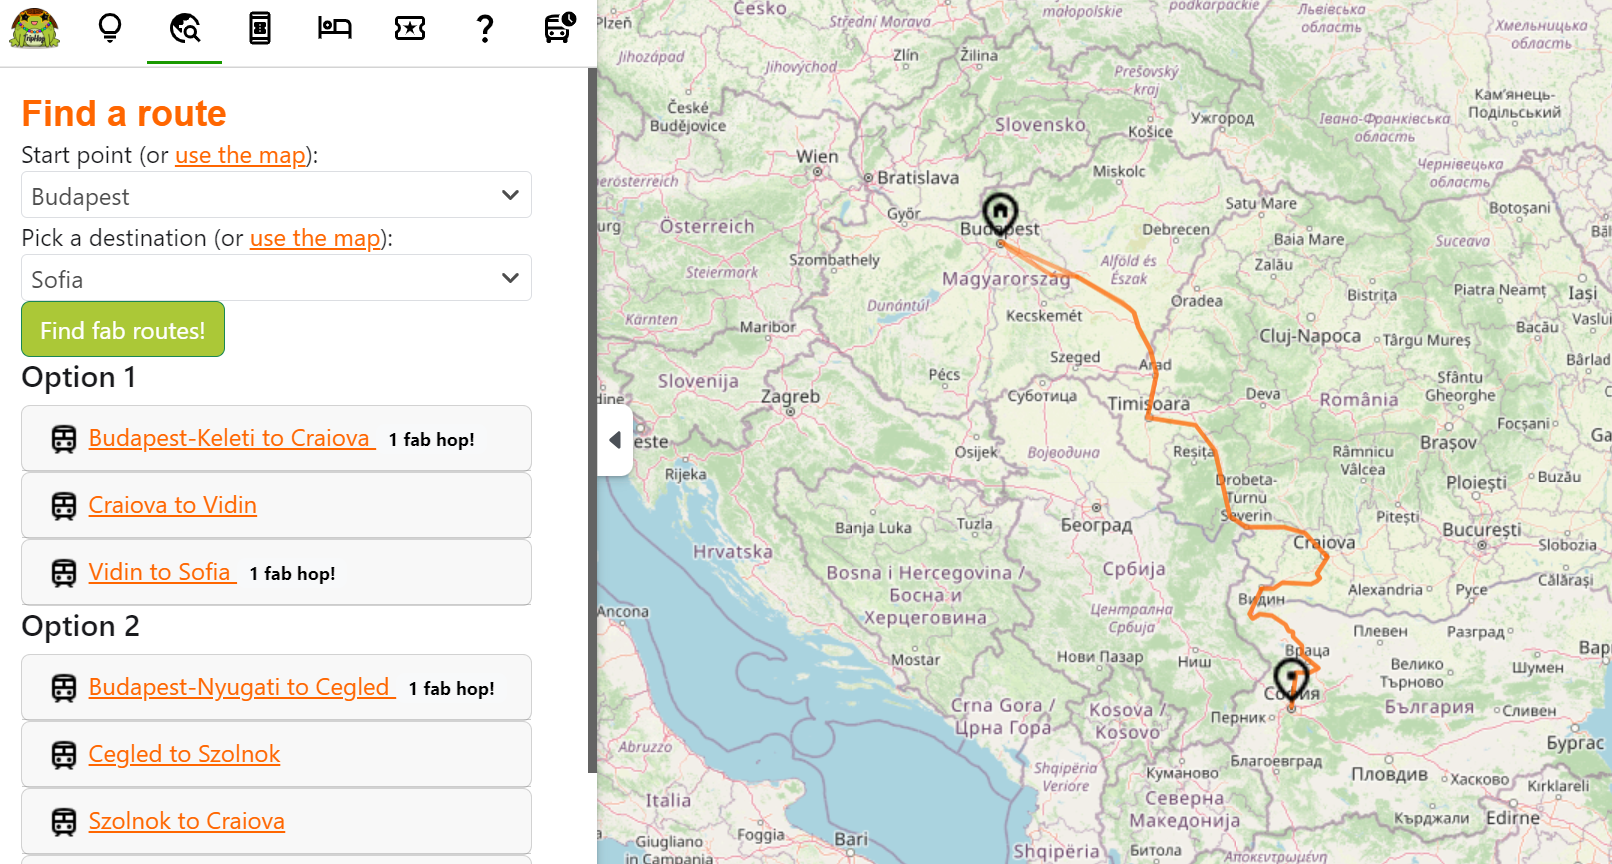 Find a route
Start point (or use the map):
Budapest
Pick a destination (or use the map):
Sofia
Find fab routes!
Option 1
Budapest-Keleti to Craiova 1 fab hop!
Craiova to Vidin
Vidin to Sofia 1 fab hop!
Option 2
Budapest-Nyugati to Cegled 1 fab hop!
Cegled to Szolnok
Szolnok to Craiova
Plzeň
Česko
Střední Morava
małopolskie
podkarpackie
Львівська
область
Хмельницька
область
Jihozápad
Zlín
Žilina
Jihovýchod
Prešovský
kraj
Кам'янець-
Подільський
České
Budějovice
Slovensko
Košice
Ужгород
Івано-Франківська
область
Wien
Bratislava
Miskolc
Чернівецька
область
Győr
Budapest
Satu Mare
Botoșani
Österreich
Debrecen
Baia Mare
Suceava
Szombathely
Steiermark
Magyarország
Alföld és
Észak
Zalău
Bistrița
Piatra Neamț
Iași
Dunántúl
Kecskemét
Oradea
Cluj-Napoca
Târgu Mureș
Bacău
Vaslui
Kärnten
Maribor
Szeged
Arad
Bârlad
Slovenija
Pécs
Суботица
Timișoara
Deva
România
Sfântu
Gheorghe
Zagreb
Focșani
Osijek
Војводина
Reșița
Râmnicu
Vâlcea
Brașov
Rijeka
Drobeta-
Turnu
Severin
Ploiești
Buzău
Banja Luka
Tuzla
Београд
Pitești
București
Slobozia
Hrvatska
Craiova
Bosna i Hercegovina /
Босна и
Херцеговина
Србија
Видин
Alexandria
Русе
Călărași
Ancona
Централна
Србија
Плевен
Разград
Mostar
Нови Пазар
Ниш
Враца
Велико
Търново
Шумен
Crna Gora /
Црна Гора
Kosova /
Kosovo
София
Перник
България
Сливен
Abruzzo
Благоевград
Бургас
Shqipëria
Veriore
Куманово
Пловдив
Хасково
Kırklareli
Italia
Северна
Македонија
Кърджали
Edirne
Foggia
Bari
Giugliano
in Campania
Shqipëria
Битола